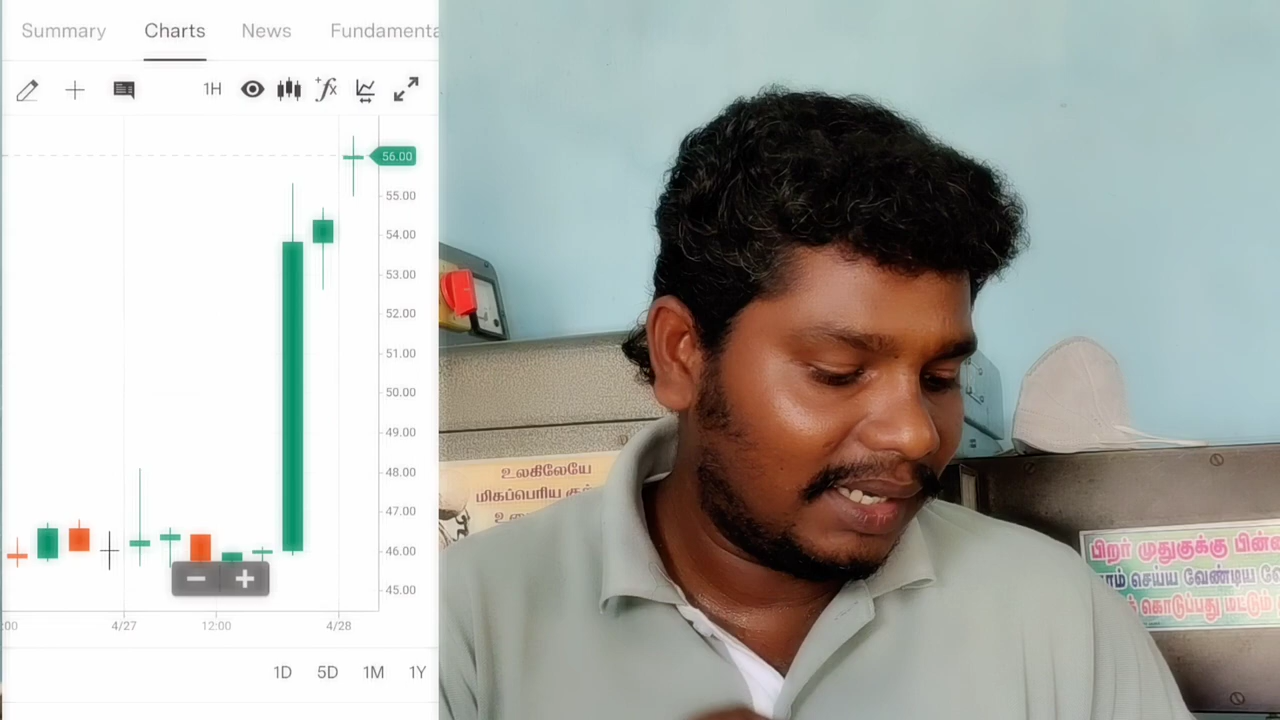 Summary Charts News Fundamenta
1H
56.00
55.00
54.00
53.00
52.00
51.00
50.00
49.00
48.00
47.00
46.00
45.00
:00 4/27 12:00 4/28
1D 5D 1M 1Y
உலகிலேயே
மிகப்பெரிய
பிறர் முதுகுக்கு
செய்ய வேண்டிய
கொடுப்பது மட்டும்